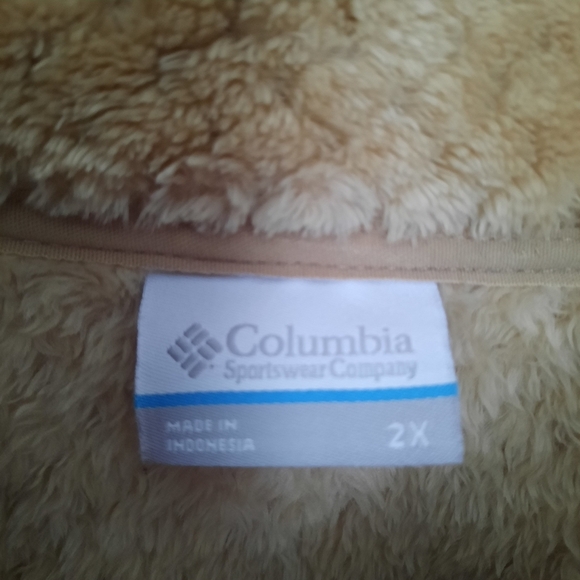 Columbia
Sportswear Company
MADE IN
INDONESIA
2X